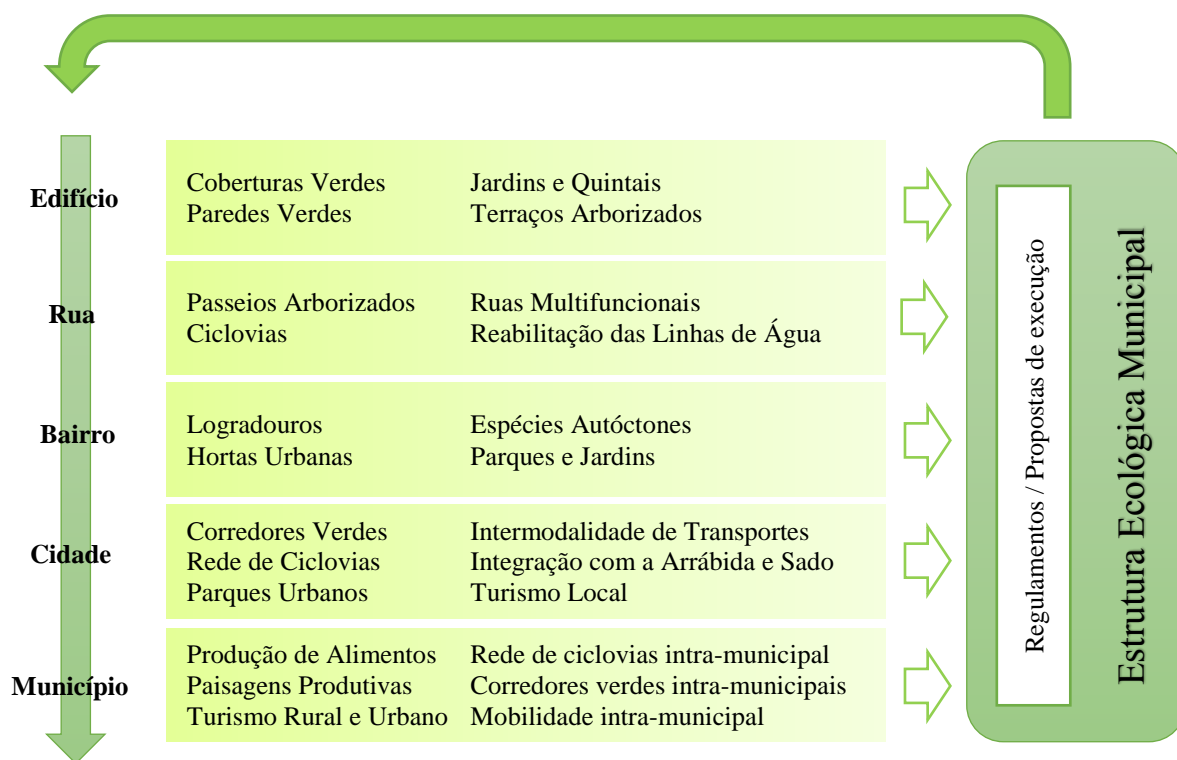 Edifício
Coberturas Verdes
Paredes Verdes
Jardins e Quintais
Terraços Arborizados
Rua
Passeios Arborizados
Ciclovias
Ruas Multifuncionais
Reabilitação das Linhas de Água
Bairro
Logradouros
Hortas Urbanas
Espécies Autóctones
Parques e Jardins
Cidade
Corredores Verdes
Rede de Ciclovias
Parques Urbanos
Intermodalidade de Transportes
Integração com a Arrábida e Sado
Turismo Local
Município
Produção de Alimentos
Paisagens Produtivas
Turismo Rural e Urbano
Rede de ciclovias intra-municipal
Corredores verdes intra-municipais
Mobilidade intra-municipal
Regulamentos / Propostas de execução
Estrutura Ecológica Municipal